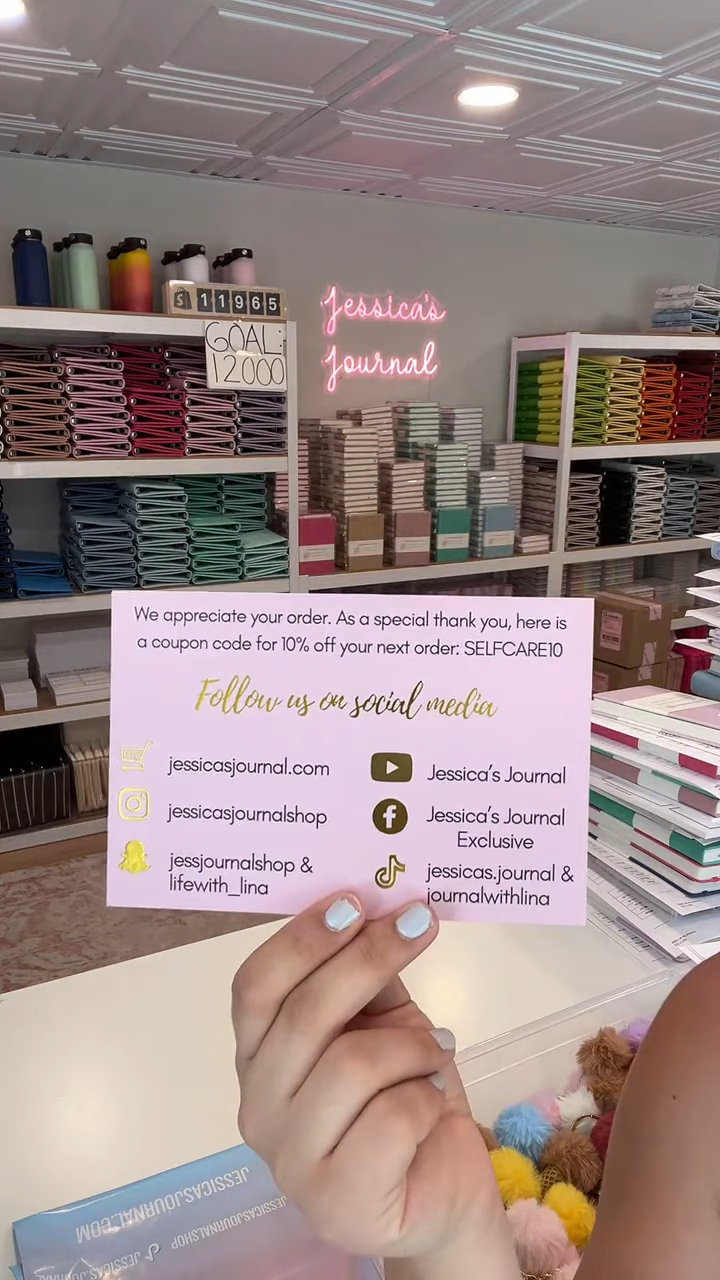 11965
GOAL:
12000
Jessica's
Journal
We appreciate your order. As a special thank you, here is
a coupon code for 10% off your next order: SELFCARE10
Follow us on social media
jessicasjournal.com
jessicasjournalshop
jessjournalshop &
lifewith_lina
Jessica's Journal
Jessica's Journal
Exclusive
jessicas.journal &
journalwithlina
JESSICASJOURNAL.COM
JESSICASJOURNALSHOP